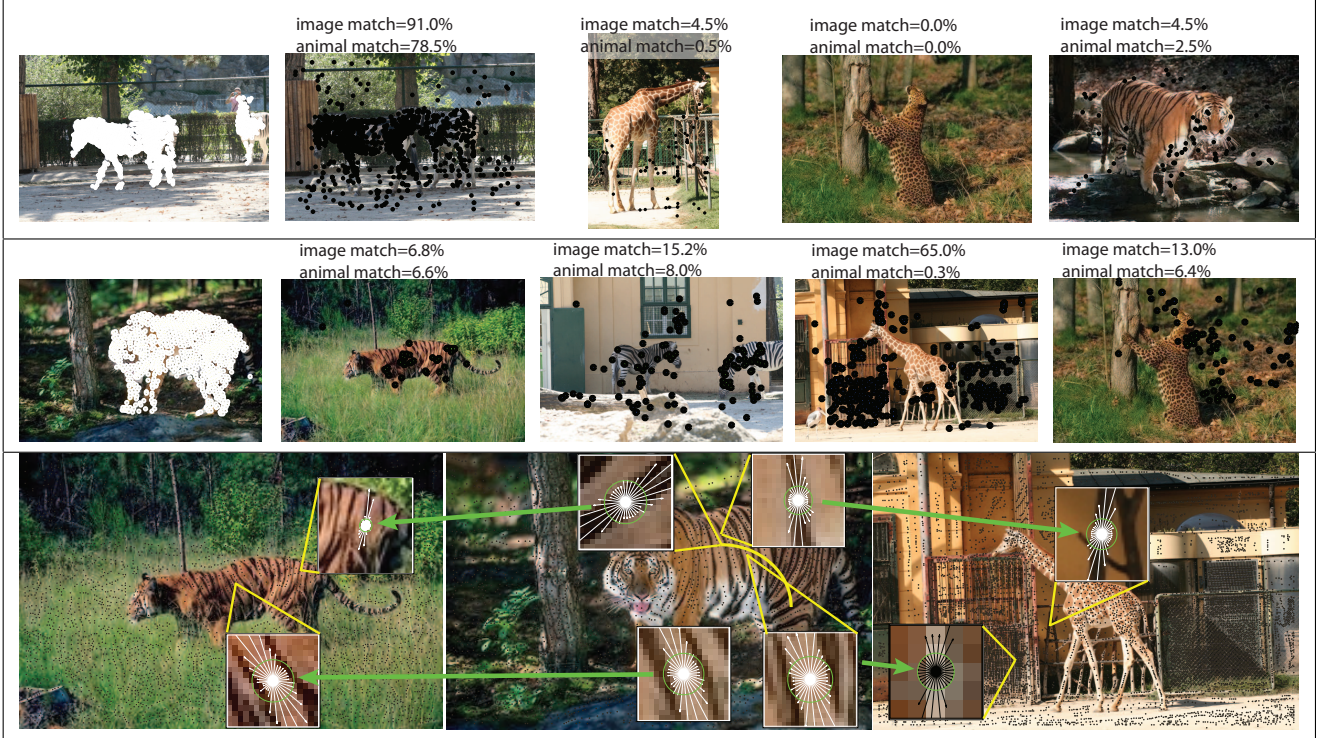 image match=91.0%
animal match=78.5%
image match=4.5%
animal match=0.5%
image match=0.0%
animal match=0.0%
image match=4.5%
animal match=2.5%
image match=6.8%
animal match=6.6%
image match=15.2%
animal match=8.0%
image match=65.0%
animal match=0.3%
image match=13.0%
animal match=6.4%